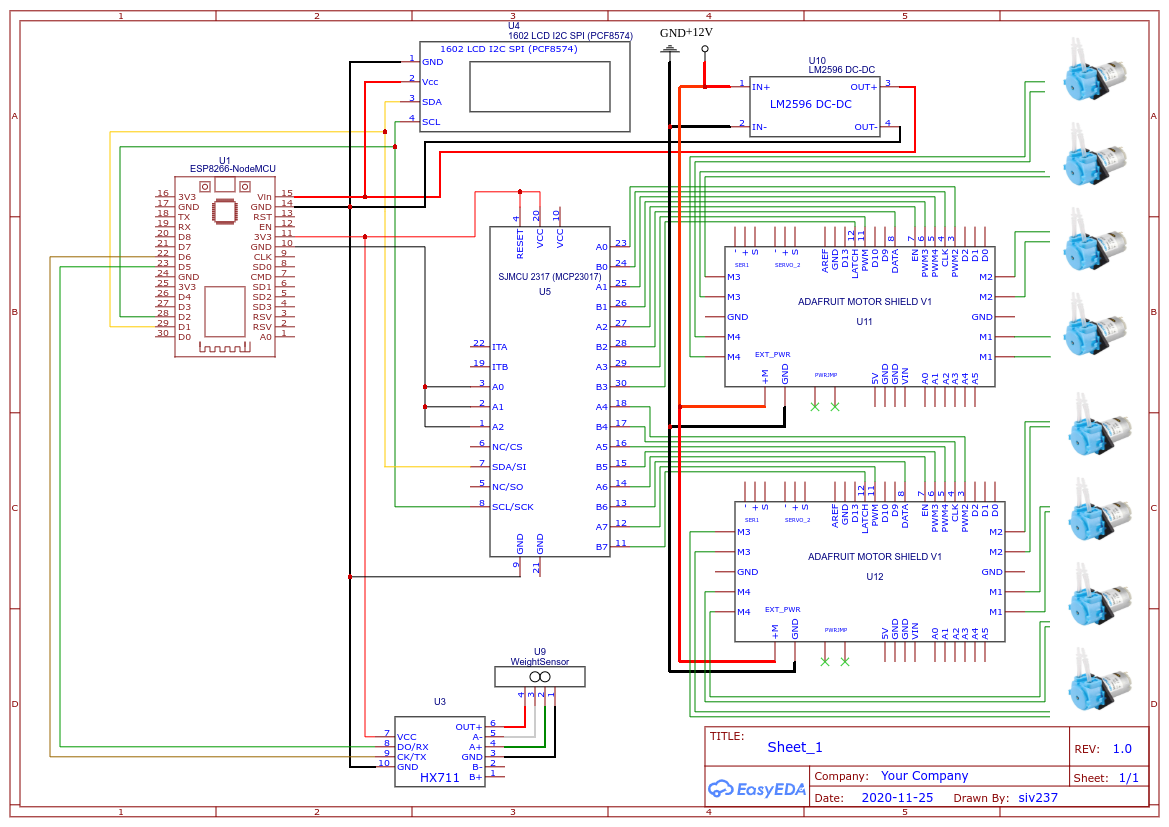 1 2 3 4 5
A
B
C
D
A
B
C
D
U4
1602 LCD I2C SPI (PCF8574)
1602 LCD I2C SPI (PCF8574)
1 GND
2 Vcc
3 SDA
4 SCL
GND +12V
U10
LM2596 DC-DC
1 IN+ OUT+ 3
LM2596 DC-DC
2 IN- OUT- 4
U1
ESP8266-NodeMCU
16 3V3 Vin 15
17 GND GND 14
18 TX RST 13
19 RX EN 12
20 D8 3V3 11
21 D7 GND 10
22 D6 CLK 9
23 D5 SD0 8
24 GND CMD 7
25 3V3 SD1 6
26 D4 SD2 5
27 D3 SD3 4
28 D2 RSV 3
29 D1 RSV 2
30 D0 A0 1
4 20 10
RESET VCC VCC
SJMCU 2317 (MCP23017)
U5
A0 23
B0 24
A1 25
B1 26
A2 27
22 ITA B2 28
19 ITB A3 29
3 A0 B3 30
2 A1 A4 18
1 A2 B4 17
6 NC/CS A5 16
7 SDA/SI B5 15
5 NC/SO A6 14
8 SCL/SCK B6 13
A7 12
B7 11
GND GND
9 21
12 11 8 7 6 5 4 3
- + S - + S AREF GND D13 LATCH PWM D10 D9 DATA EN PWM3 PWM4 CLK PWM2 D2 D1 D0
SER1 SERVO_2
M3 M2
M3 ADAFRUIT MOTOR SHIELD V1 M2
GND U11 GND
M4 M1
M4 EXT_PWR M1
+M GND PWRJMP 5V GND GND VIN A0 A1 A2 A3 A4 A5
12 11 8 7 6 5 4 3
- + S - + S AREF GND D13 LATCH PWM D10 D9 DATA EN PWM3 PWM4 CLK PWM2 D2 D1 D0
SER1 SERVO_2
M3 M2
M3 ADAFRUIT MOTOR SHIELD V1 M2
GND U12 GND
M4 M1
M4 EXT_PWR M1
+M GND PWRJMP 5V GND GND VIN A0 A1 A2 A3 A4 A5
U9
WeightSensor
4 3 2 1
U3
OUT+ 6
7 VCC A- 5
8 DO/RX A+ 4
9 CK/TX GND 3
10 GND B- 2
HX711 B+ 1
TITLE:
Sheet_1
REV: 1.0
EasyEDA
Company: Your Company
Sheet: 1/1
Date: 2020-11-25 Drawn By: siv237
1 2 3 4 5